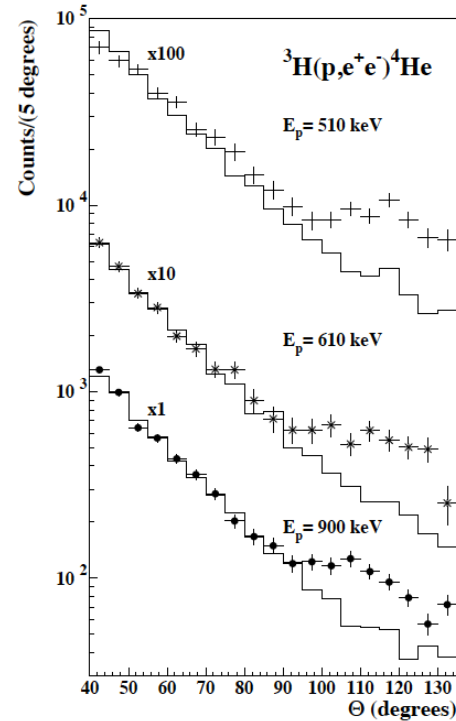 10⁵
x100
³H(p,e⁺e⁻)⁴He
Counts/(5 degrees)
E_p= 510 keV
10⁴
x10
E_p= 610 keV
10³
x1
E_p= 900 keV
10²
40 50 60 70 80 90 100 110 120 130
Θ (degrees)